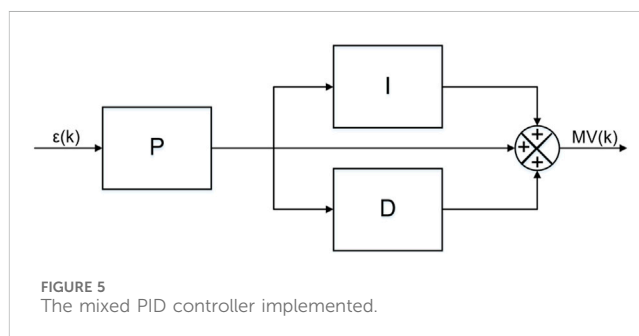 I
ε(k)
P
+
+
+
MV(k)
D
FIGURE 5
The mixed PID controller implemented.